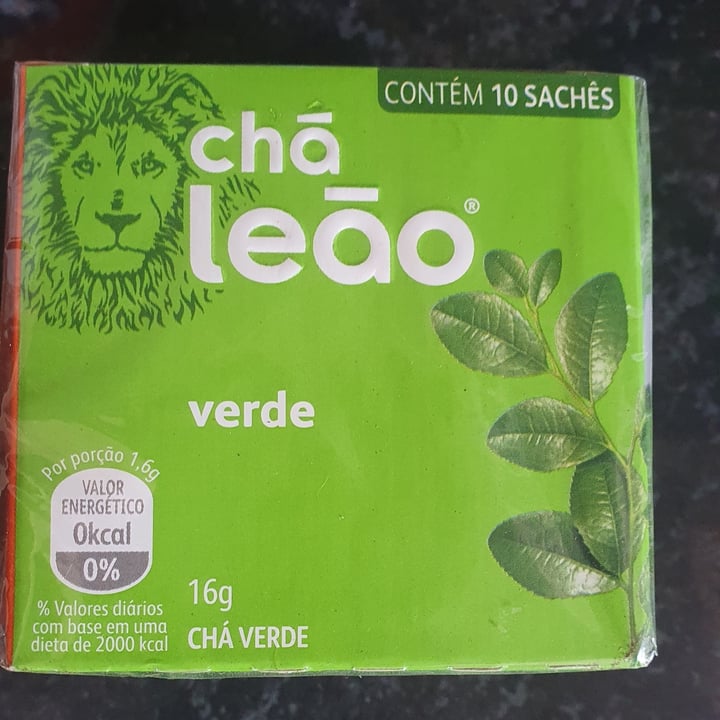 CONTÉM 10 SACHÊS
chá
leão®
verde
Por porção 1,6g
VALOR
ENERGÉTICO
0kcal
0%
% Valores diários
com base em uma
dieta de 2000 kcal
16g
CHÁ VERDE